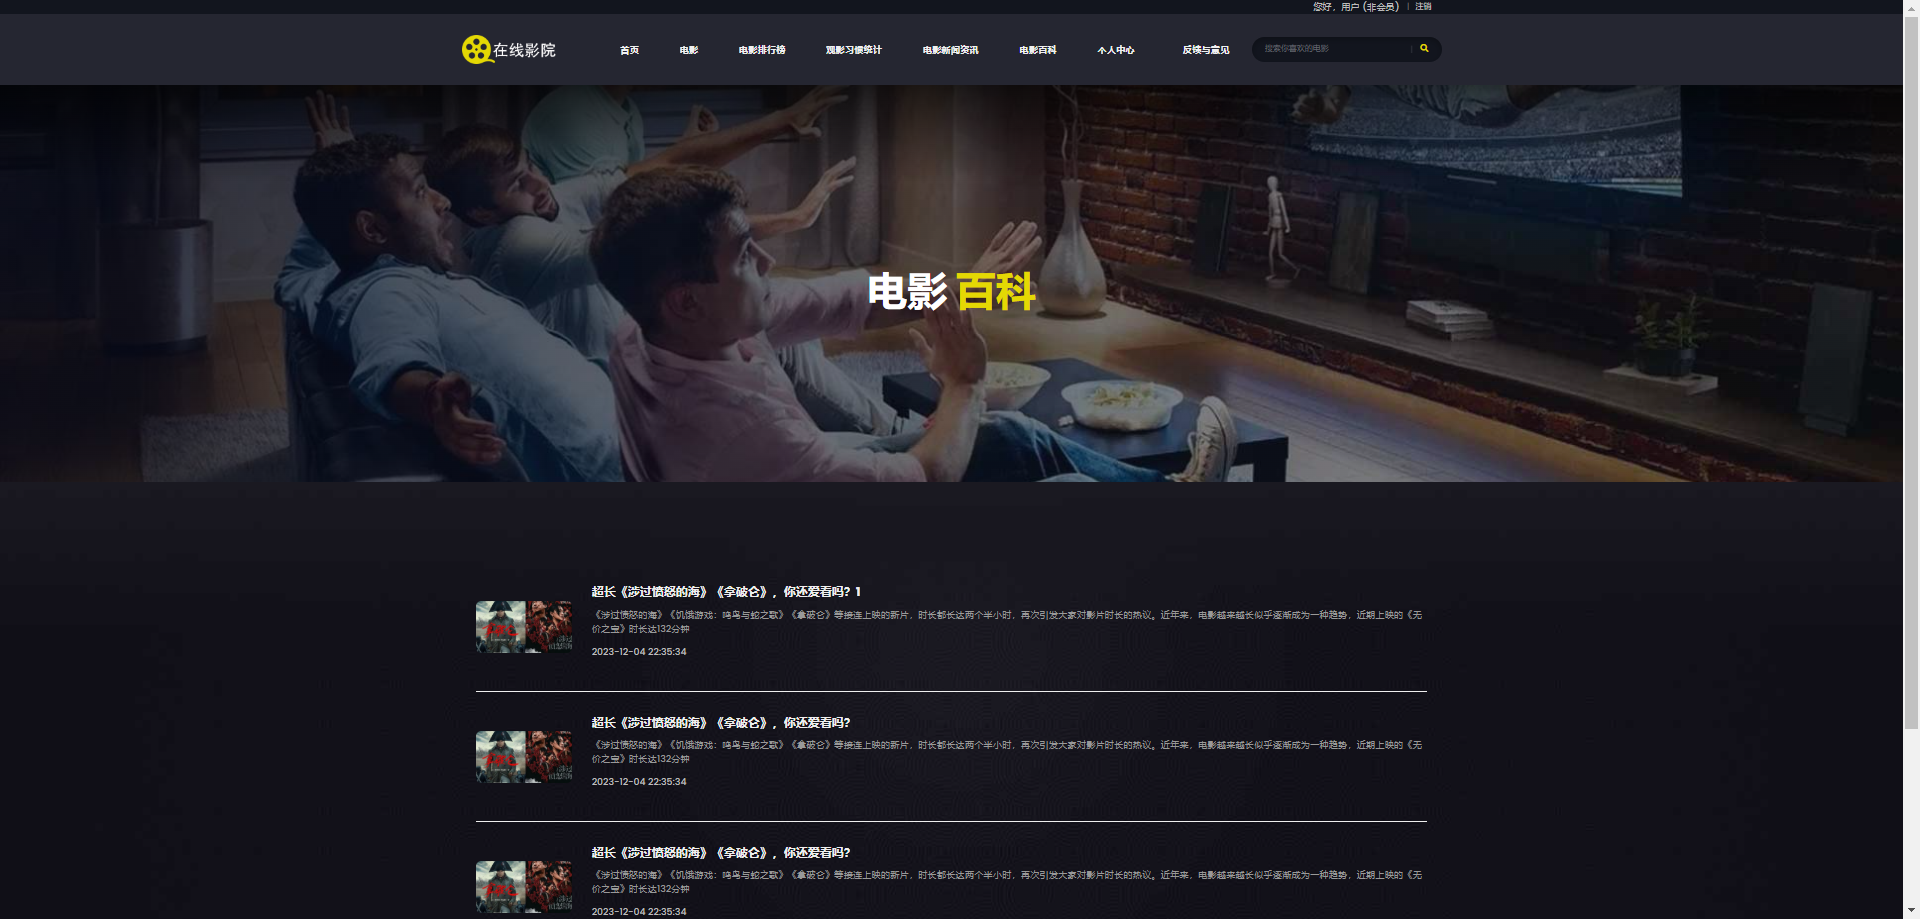 您好，用户 (非会员) | 注销
在线影院
首页 电影 电影排行榜 观影习惯统计 电影新闻资讯 电影百科 个人中心 反馈与意见 搜索你喜欢的电影
电影 百科
超长《涉过愤怒的海》《拿破仑》，你还爱看吗？1
《涉过愤怒的海》《饥饿游戏：鸣鸟与蛇之歌》《拿破仑》等接连上映的新片，时长都长达两个半小时，再次引发大家对影片时长的热议。近年来，电影越来越长似乎逐渐成为一种趋势，近期上映的《无
价之宝》时长达132分钟
2023-12-04 22:35:34
超长《涉过愤怒的海》《拿破仑》，你还爱看吗？
《涉过愤怒的海》《饥饿游戏：鸣鸟与蛇之歌》《拿破仑》等接连上映的新片，时长都长达两个半小时，再次引发大家对影片时长的热议。近年来，电影越来越长似乎逐渐成为一种趋势，近期上映的《无
价之宝》时长达132分钟
2023-12-04 22:35:34
超长《涉过愤怒的海》《拿破仑》，你还爱看吗？
《涉过愤怒的海》《饥饿游戏：鸣鸟与蛇之歌》《拿破仑》等接连上映的新片，时长都长达两个半小时，再次引发大家对影片时长的热议。近年来，电影越来越长似乎逐渐成为一种趋势，近期上映的《无
价之宝》时长达132分钟
2023-12-04 22:35:34